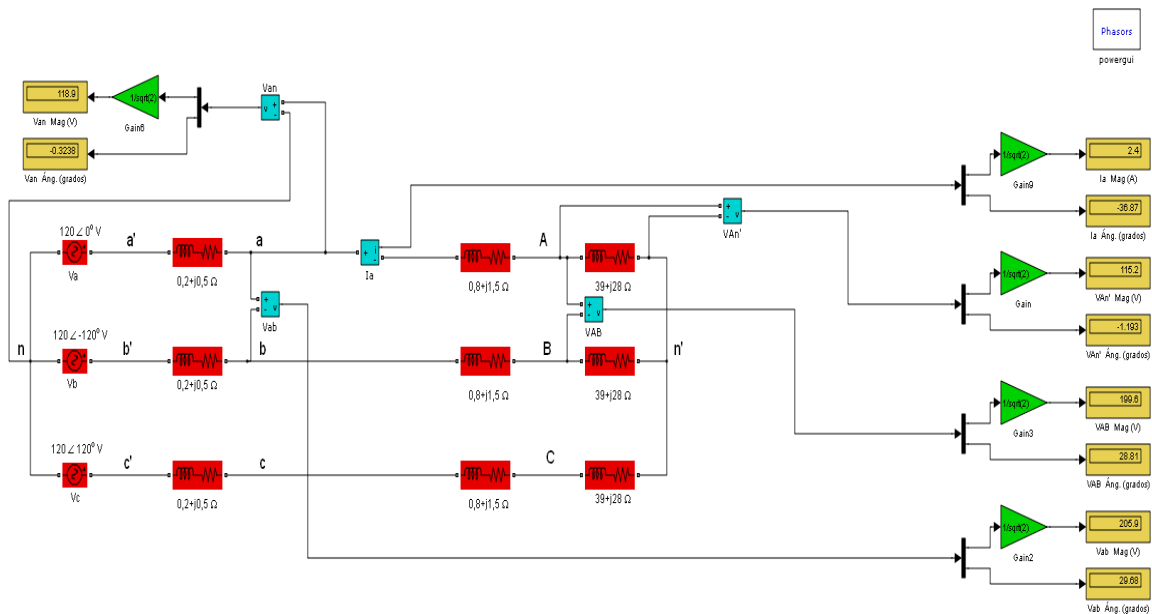 Phasors
powergui
118.9
Van Mag (V)
1/sqrt(2)
Gain6
Van
v
+
-
-0.3238
Van Áng. (grados)
1/sqrt(2)
Gain9
2.4
Ia Mag (A)
-36.87
Ia Áng. (grados)
120∠0⁰ V
Va
a'
0,2+j0,5 Ω
a
+
i
-
Ia
0,8+j1,5 Ω
A
39+j28 Ω
+
-
v
VAn'
1/sqrt(2)
Gain
115.2
VAn' Mag (V)
-1.193
VAn' Áng. (grados)
+
-
v
Vab
+
-
v
VAB
n
120∠-120⁰ V
Vb
b'
0,2+j0,5 Ω
b
0,8+j1,5 Ω
B
39+j28 Ω
n'
1/sqrt(2)
Gain3
199.6
VAB Mag (V)
28.81
VAB Áng. (grados)
120∠120⁰ V
Vc
c'
0,2+j0,5 Ω
c
0,8+j1,5 Ω
C
39+j28 Ω
1/sqrt(2)
Gain2
205.9
Vab Mag (V)
29.68
Vab Áng. (grados)